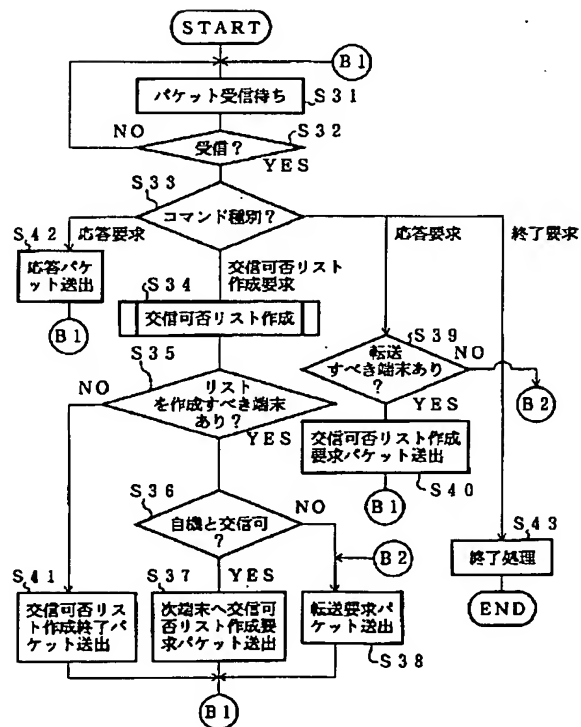 START
B1
パケット受信待ち
S31
NO
S32
受信?
YES
S33
コマンド種別?
S42
応答要求
応答パケ
ット送出
B1
交信可否リスト
作成要求
S34
交信可否リスト作成
応答要求
終了要求
S35
NO
リスト
を作成すべき端末
あり?
YES
S39
転送
すべき端末あり
?
NO
B2
YES
交信可否リスト作成
要求パケット送出
S40
B1
S36
自機と交信可
?
NO
YES
B2
S43
終了処理
END
S41
交信可否リス
ト作成終了パ
ケット送出
S37
次端末へ交信可
否リスト作成要
求パケット送出
転送要求パ
ケット送出
S38
B1